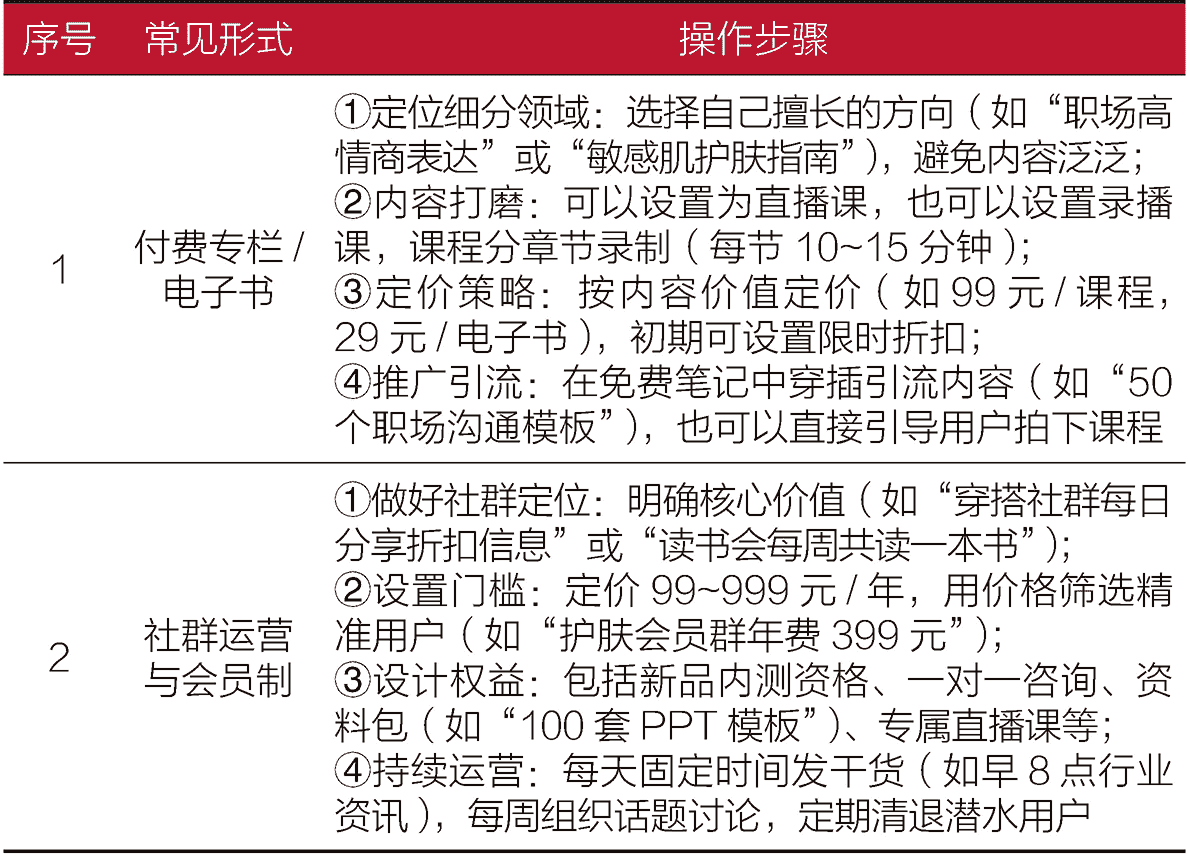 序号 常见形式 操作步骤
1
付费专栏/
电子书
①定位细分领域：选择自己擅长的方向（如“职场高
情商表达”或“敏感肌护肤指南”），避免内容泛泛；
②内容打磨：可以设置为直播课，也可以设置录播
课，课程分章节录制（每节 10~15 分钟）；
③定价策略：按内容价值定价（如 99 元 / 课程，
29 元 / 电子书），初期可设置限时折扣；
④推广引流：在免费笔记中穿插引流内容（如“50
个职场沟通模板”），也可以直接引导用户拍下课程
2
社群运营
与会员制
①做好社群定位：明确核心价值（如“穿搭社群每日
分享折扣信息”或“读书会每周共读一本书”）；
②设置门槛：定价 99~999 元 / 年，用价格筛选精
准用户（如“护肤会员群年费 399 元”）；
③设计权益：包括新品内测资格、一对一咨询、资
料包（如“100 套 PPT 模板”）、专属直播课等；
④持续运营：每天固定时间发干货（如早 8 点行业
资讯），每周组织话题讨论，定期清退潜水用户